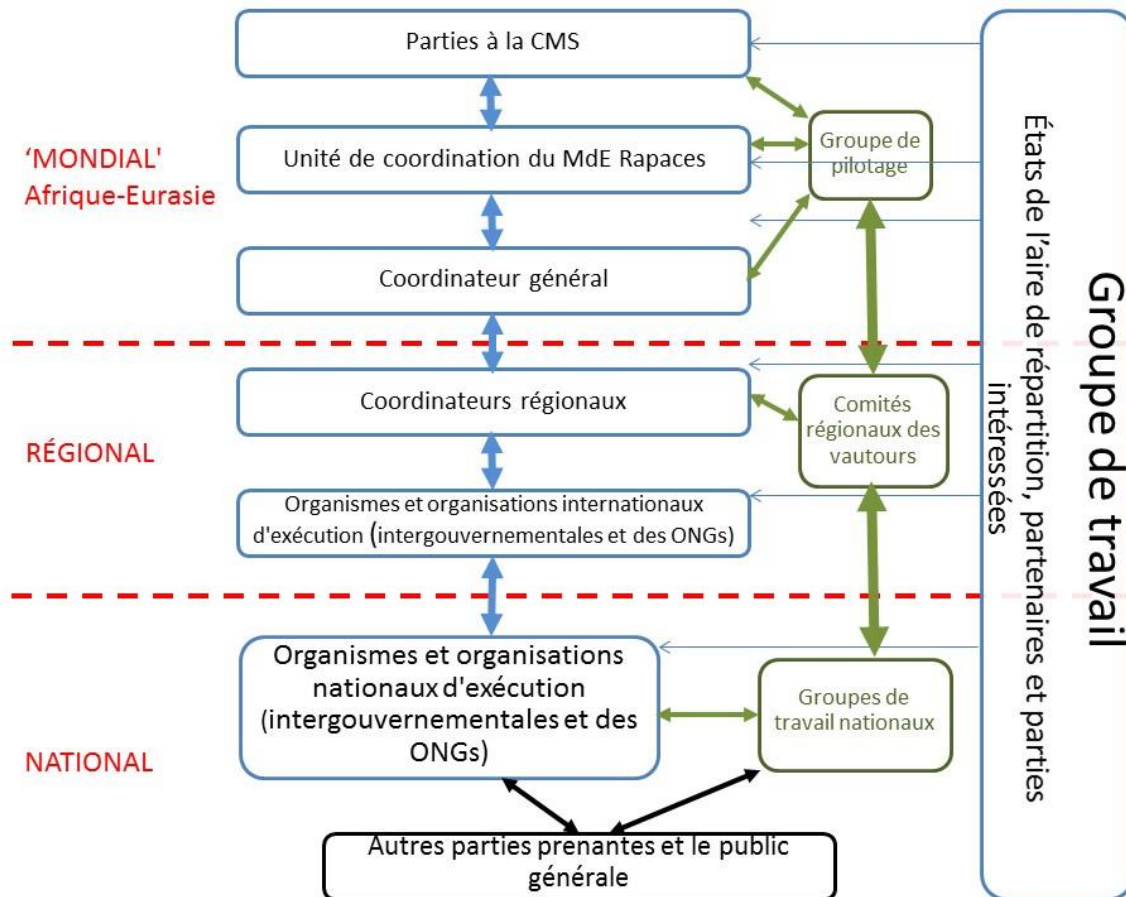 Parties à la CMS
‘MONDIAL'
Afrique-Eurasie
Unité de coordination du MdE Rapaces
Groupe de
pilotage
Coordinateur général
RÉGIONAL
Coordinateurs régionaux
Comités
régionaux des
vautours
Organismes et organisations internationaux
d'exécution (intergouvernementales et des ONGs)
NATIONAL
Organismes et organisations
nationaux d'exécution
(intergouvernementales et des
ONGs)
Groupes de
travail nationaux
Autres parties prenantes et le public
générale
Groupe de travail
États de l’aire de répartition, partenaires et parties
intéressées